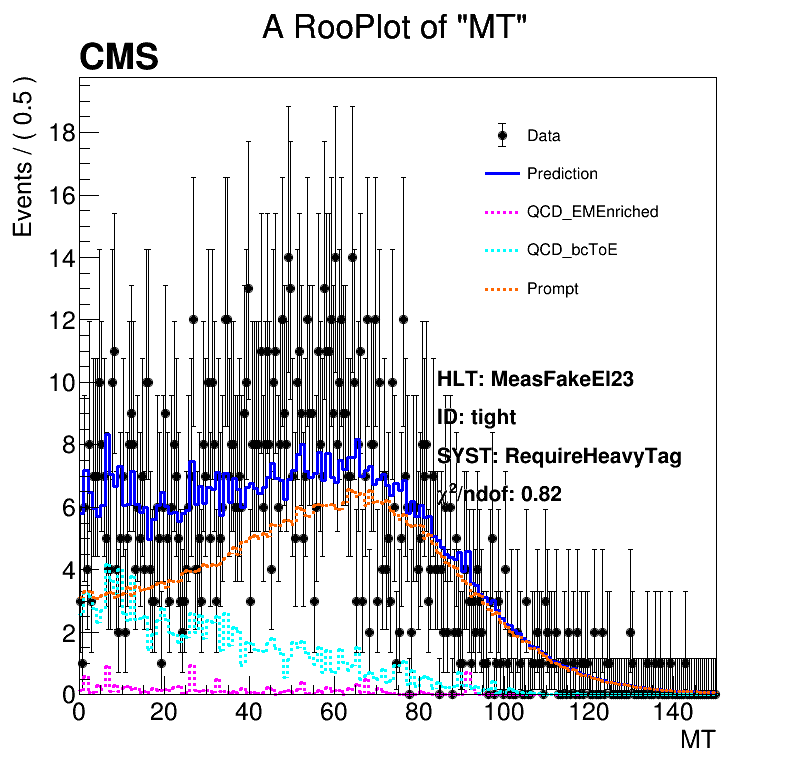 A RooPlot of "MT"
CMS
Events / ( 0.5 )
18
16
14
12
10
8
6
4
2
0
Data
Prediction
QCD_EMEnriched
QCD_bcToE
Prompt
HLT: MeasFakeEl23
ID: tight
SYST: RequireHeavyTag
χ²/ndof: 0.82
0 20 40 60 80 100 120 140
MT